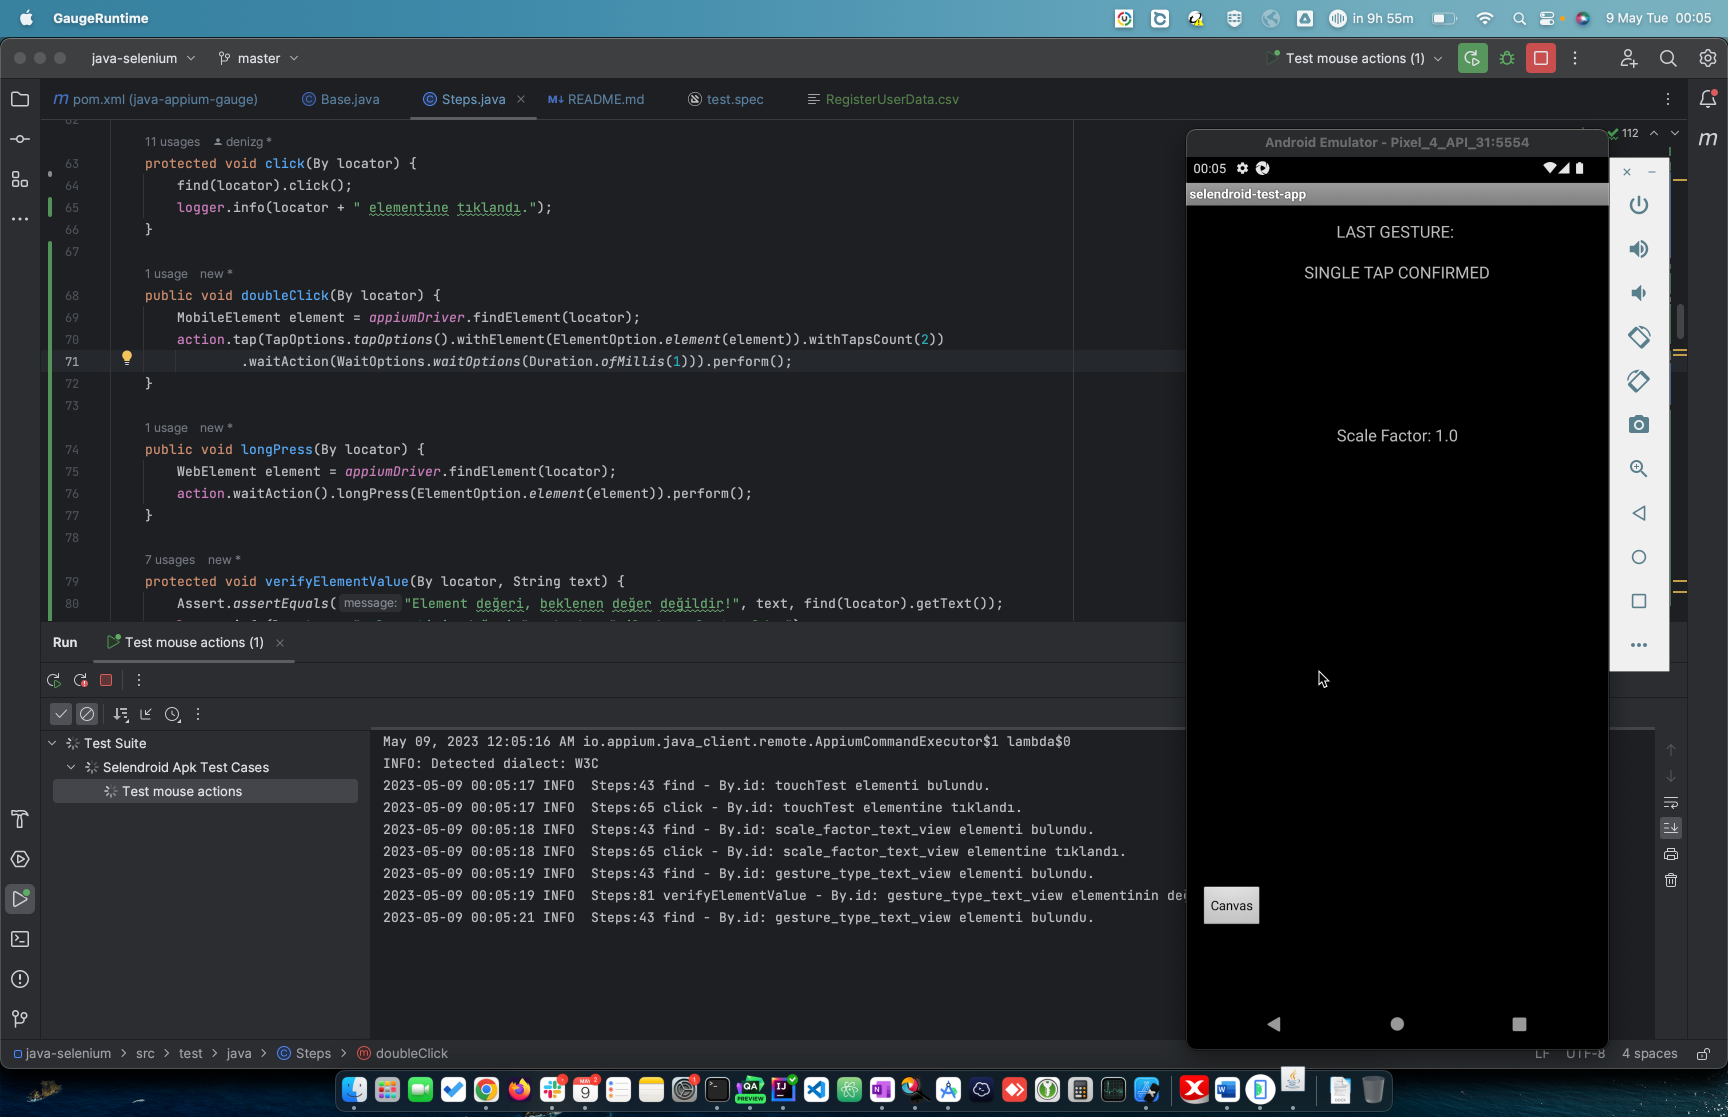 GaugeRuntime
in 9h 55m
9 May Tue 00:05
java-selenium
master
Test mouse actions (1)
pom.xml (java-appium-gauge)
Base.java
Steps.java
README.md
test.spec
RegisterUserData.csv
62
11 usages denizg *
63 protected void click(By locator) {
64 find(locator).click();
65 logger.info(locator + " elementine tıklandı.");
66 }
67
1 usage new *
68 public void doubleClick(By locator) {
69 MobileElement element = appiumDriver.findElement(locator);
70 action.tap(TapOptions.tapOptions().withElement(ElementOption.element(element)).withTapsCount(2))
71 .waitAction(WaitOptions.waitOptions(Duration.ofMillis(1))).perform();
72 }
73
1 usage new *
74 public void longPress(By locator) {
75 WebElement element = appiumDriver.findElement(locator);
76 action.waitAction().longPress(ElementOption.element(element)).perform();
77 }
78
7 usages new *
79 protected void verifyElementValue(By locator, String text) {
80 Assert.assertEquals( message: "Element değeri, beklenen değer değildir!", text, find(locator).getText());
112
Android Emulator - Pixel_4_API_31:5554
00:05
selendroid-test-app
LAST GESTURE:
SINGLE TAP CONFIRMED
Scale Factor: 1.0
Canvas
Run
Test mouse actions (1)
Test Suite
Selendroid Apk Test Cases
Test mouse actions
May 09, 2023 12:05:16 AM io.appium.java_client.remote.AppiumCommandExecutor$1 lambda$0
INFO: Detected dialect: W3C
2023-05-09 00:05:17 INFO Steps:43 find - By.id: touchTest elementi bulundu.
2023-05-09 00:05:17 INFO Steps:65 click - By.id: touchTest elementine tıklandı.
2023-05-09 00:05:18 INFO Steps:43 find - By.id: scale_factor_text_view elementi bulundu.
2023-05-09 00:05:18 INFO Steps:65 click - By.id: scale_factor_text_view elementine tıklandı.
2023-05-09 00:05:19 INFO Steps:43 find - By.id: gesture_type_text_view elementi bulundu.
2023-05-09 00:05:19 INFO Steps:81 verifyElementValue - By.id: gesture_type_text_view elementinin değ
2023-05-09 00:05:21 INFO Steps:43 find - By.id: gesture_type_text_view elementi bulundu.
java-selenium > src > test > java > Steps > doubleClick
LF UTF-8 4 spaces